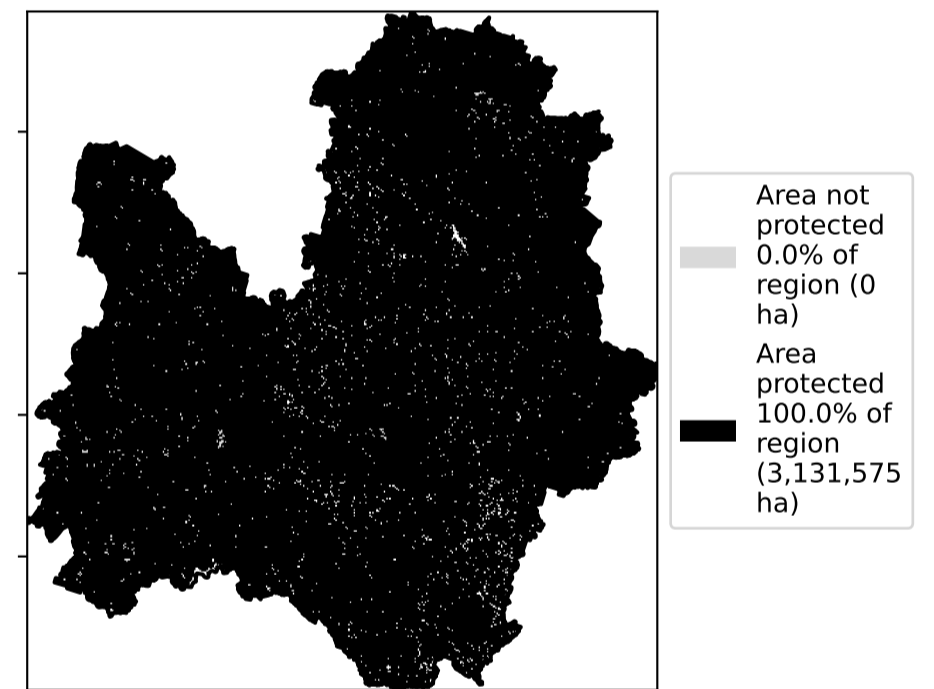 Area not
protected
0.0% of
region (0
ha)
Area
protected
100.0% of
region
(3,131,575
ha)